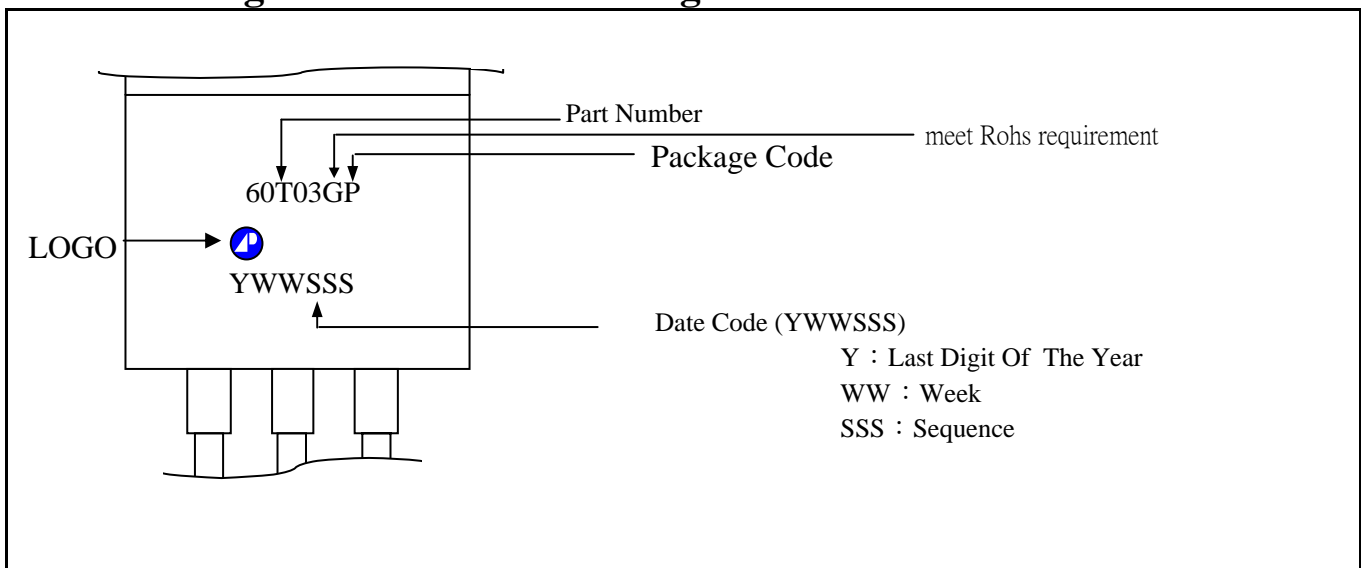 Part Number
meet Rohs requirement
Package Code
60T03GP
LOGO
YWWSSS
Date Code (YWWSSS)
Y：Last Digit Of The Year
WW：Week
SSS：Sequence